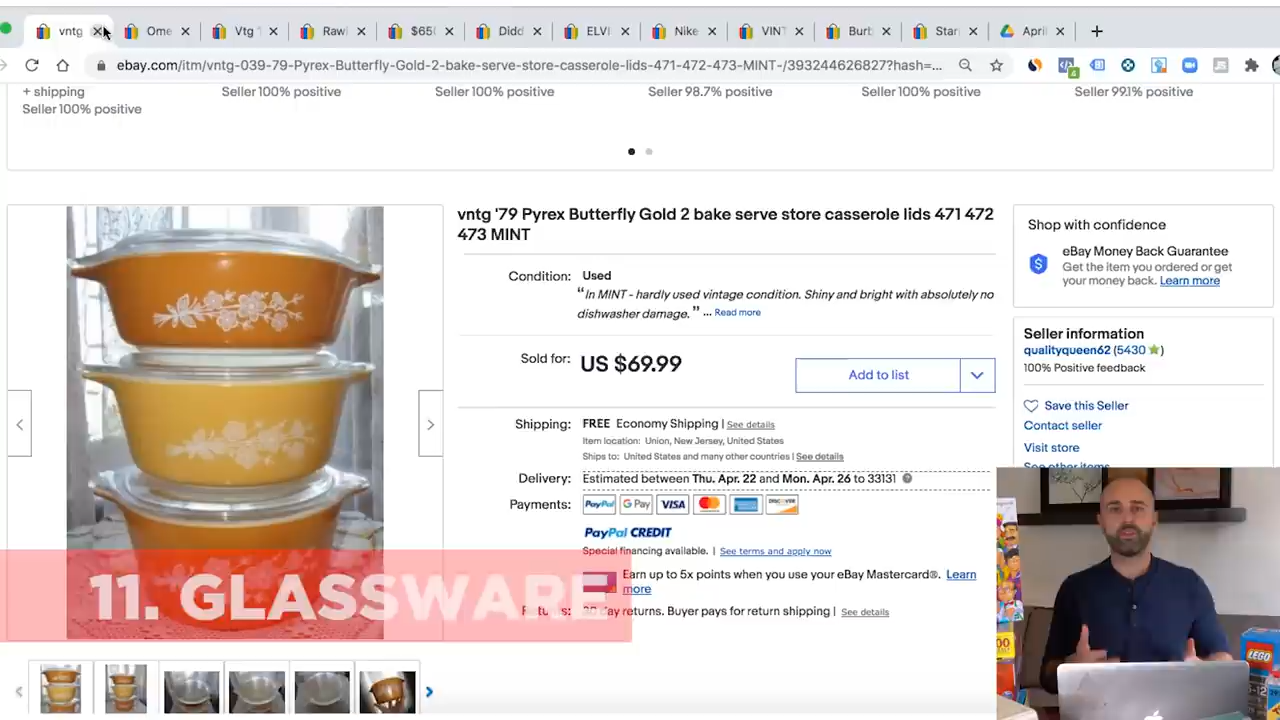 vntg
Ome
Vtg
Rawl
$65
Didd
ELVI
Nike
VINT
Burb
Star
April
ebay.com/itm/vntg-039-79-Pyrex-Butterfly-Gold-2-bake-serve-store-casserole-lids-471-472-473-MINT-/393244626827?hash=...
4
+ shipping
Seller 100% positive
Seller 100% positive
Seller 100% positive
Seller 98.7% positive
Seller 100% positive
Seller 99.1% positive
vntg '79 Pyrex Butterfly Gold 2 bake serve store casserole lids 471 472
473 MINT
Condition: Used
“In MINT - hardly used vintage condition. Shiny and bright with absolutely no
dishwasher damage.” ... Read more
Sold for: US $69.99
Add to list
Shipping: FREE Economy Shipping | See details
Item location: Union, New Jersey, United States
Ships to: United States and many other countries | See details
Delivery: Estimated between Thu. Apr. 22 and Mon. Apr. 26 to 33131
Payments: PayPal G Pay VISA
DISCOVER
PayPal CREDIT
Special financing available. | See terms and apply now
Earn up to 5x points when you use your eBay Mastercard®. Learn
more
Returns: 30 day returns. Buyer pays for return shipping | See details
Shop with confidence
eBay Money Back Guarantee
Get the item you ordered or get
your money back. Learn more
Seller information
qualityqueen62 (5430)
100% Positive feedback
Save this Seller
Contact seller
Visit store
See other items
11. GLASSWARE
LEGO